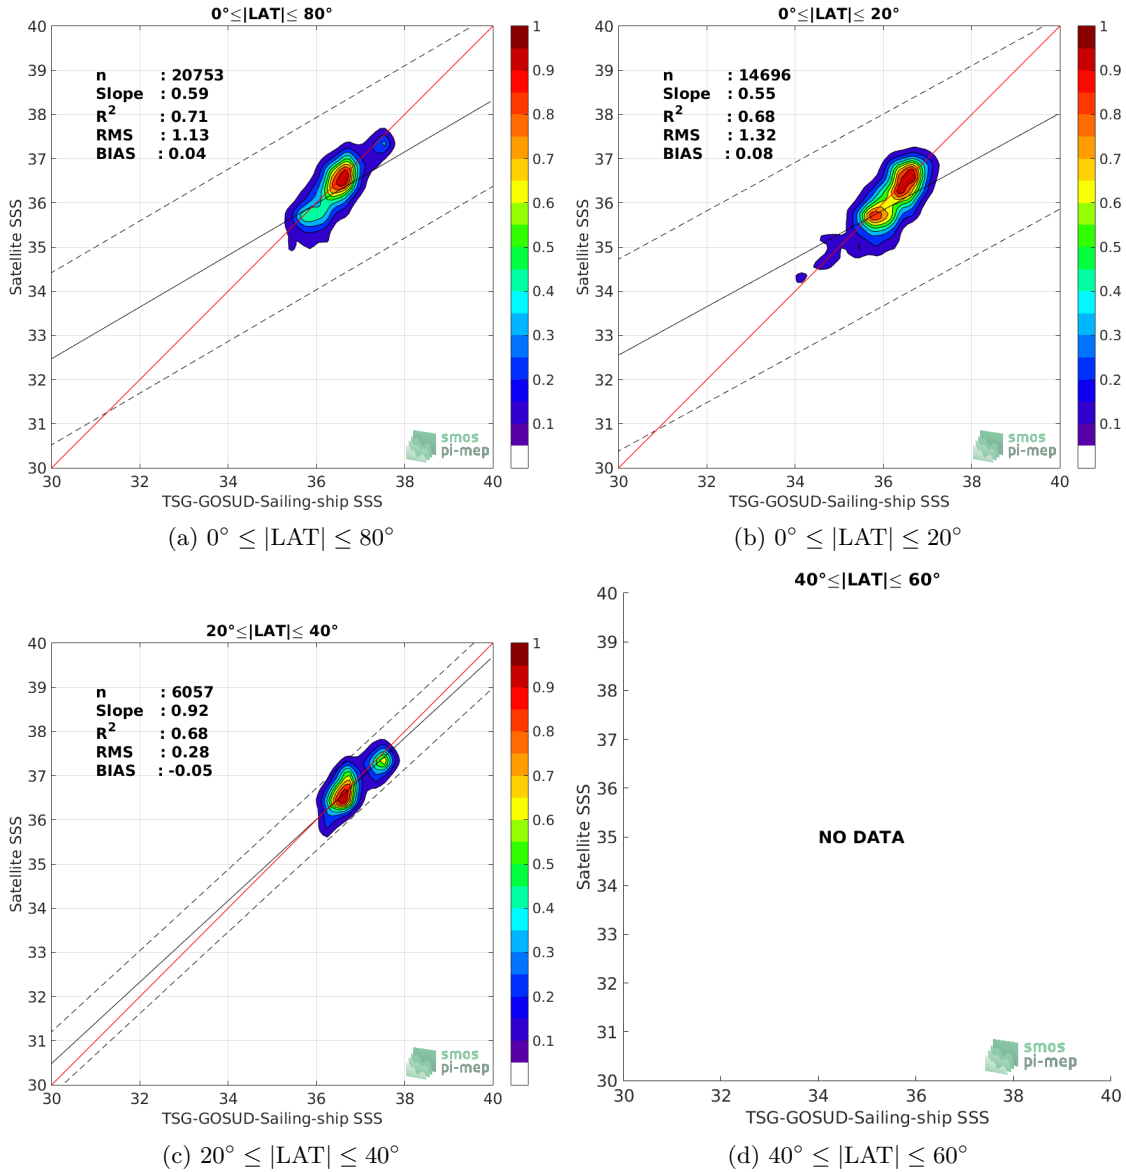 0°≤|LAT|≤ 80°
n : 20753
Slope : 0.59
R² : 0.71
RMS : 1.13
BIAS : 0.04
Satellite SSS
40
39
38
37
36
35
34
33
32
31
30
30 32 34 36 38 40
TSG-GOSUD-Sailing-ship SSS
1
0.9
0.8
0.7
0.6
0.5
0.4
0.3
0.2
0.1
smos
pi-mep
(a) 0° ≤ |LAT| ≤ 80°
0°≤|LAT|≤ 20°
n : 14696
Slope : 0.55
R² : 0.68
RMS : 1.32
BIAS : 0.08
Satellite SSS
40
39
38
37
36
35
34
33
32
31
30
30 32 34 36 38 40
TSG-GOSUD-Sailing-ship SSS
1
0.9
0.8
0.7
0.6
0.5
0.4
0.3
0.2
0.1
smos
pi-mep
(b) 0° ≤ |LAT| ≤ 20°
20°≤|LAT|≤ 40°
n : 6057
Slope : 0.92
R² : 0.68
RMS : 0.28
BIAS : -0.05
Satellite SSS
40
39
38
37
36
35
34
33
32
31
30
30 32 34 36 38 40
TSG-GOSUD-Sailing-ship SSS
1
0.9
0.8
0.7
0.6
0.5
0.4
0.3
0.2
0.1
smos
pi-mep
(c) 20° ≤ |LAT| ≤ 40°
40°≤|LAT|≤ 60°
NO DATA
Satellite SSS
40
39
38
37
36
35
34
33
32
31
30
30 32 34 36 38 40
TSG-GOSUD-Sailing-ship SSS
smos
pi-mep
(d) 40° ≤ |LAT| ≤ 60°